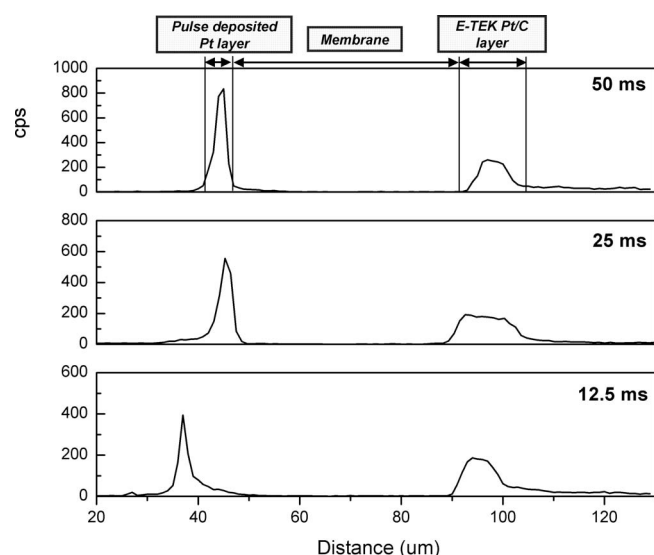 Pulse deposited
Pt layer
Membrane
E-TEK Pt/C
layer
1000
800
600
400
200
0
cps
50 ms
800
600
400
200
0
25 ms
600
400
200
0
12.5 ms
20 40 60 80 100 120
Distance (um)